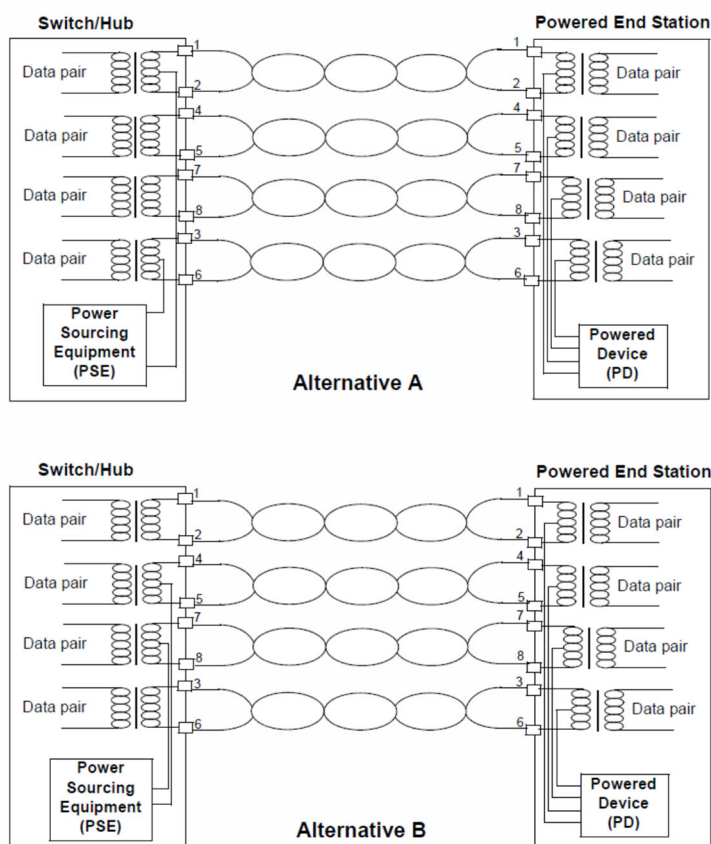 Switch/Hub
Powered End Station
1
1
Data pair
Data pair
2
2
4
4
Data pair
Data pair
5
5
7
7
Data pair
Data pair
8
8
3
3
Data pair
Data pair
6
6
Power
Sourcing
Equipment
(PSE)
Powered
Device
(PD)
Alternative A
Switch/Hub
Powered End Station
1
1
Data pair
Data pair
2
2
4
4
Data pair
Data pair
5
5
7
7
Data pair
Data pair
8
8
3
3
Data pair
Data pair
6
6
Power
Sourcing
Equipment
(PSE)
Powered
Device
(PD)
Alternative B